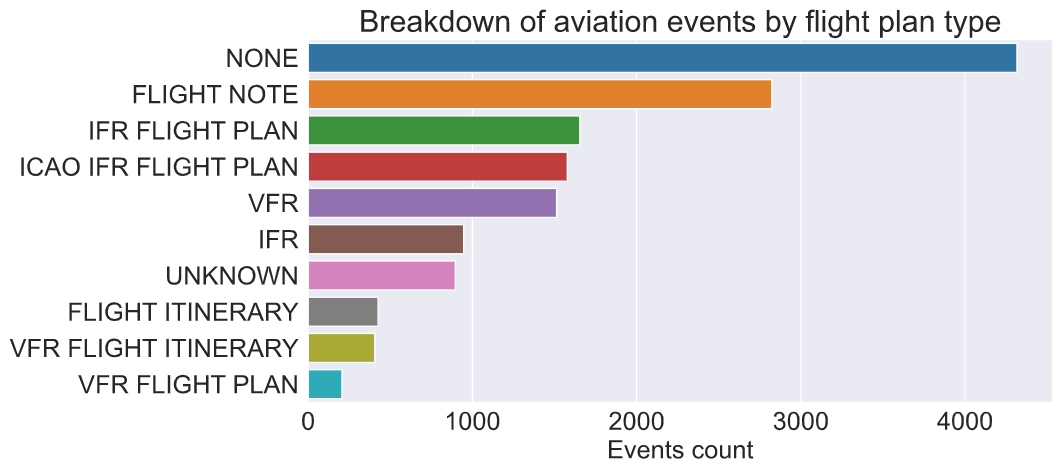 Breakdown of aviation events by flight plan type
NONE
FLIGHT NOTE
IFR FLIGHT PLAN
ICAO IFR FLIGHT PLAN
VFR
IFR
UNKNOWN
FLIGHT ITINERARY
VFR FLIGHT ITINERARY
VFR FLIGHT PLAN
0 1000 2000 3000 4000
Events count